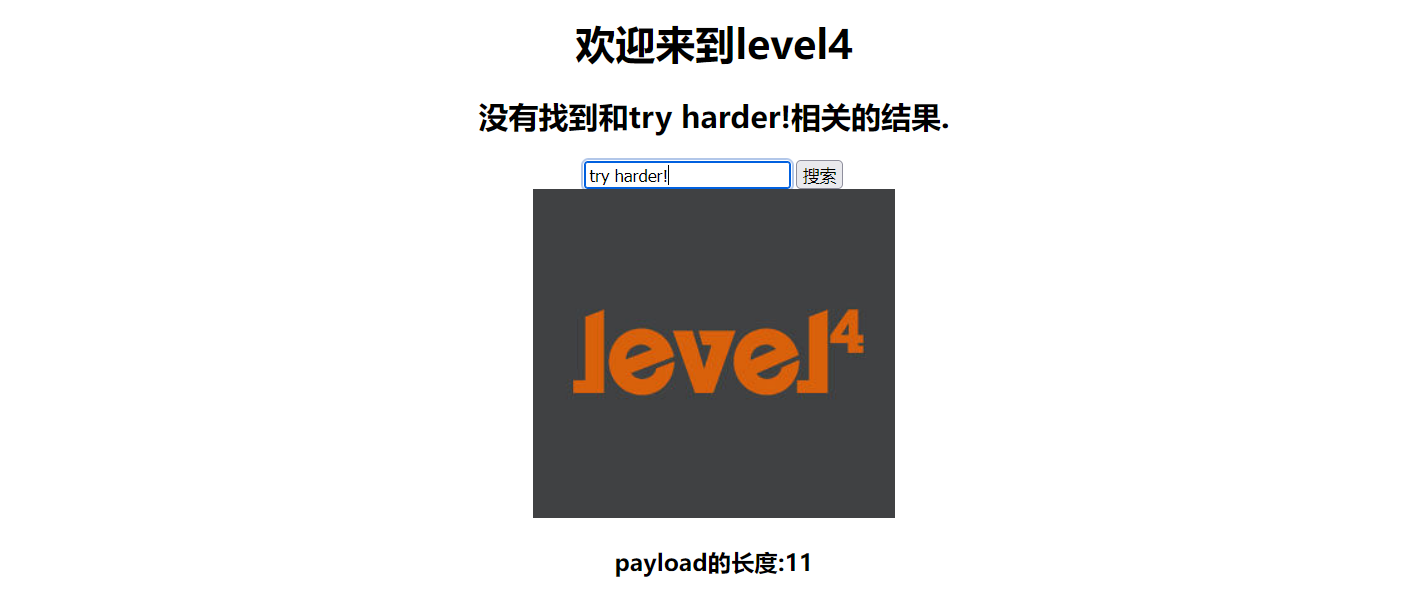 欢迎来到level4
没有找到和try harder!相关的结果.
try harder! 搜索
level4
payload的长度:11